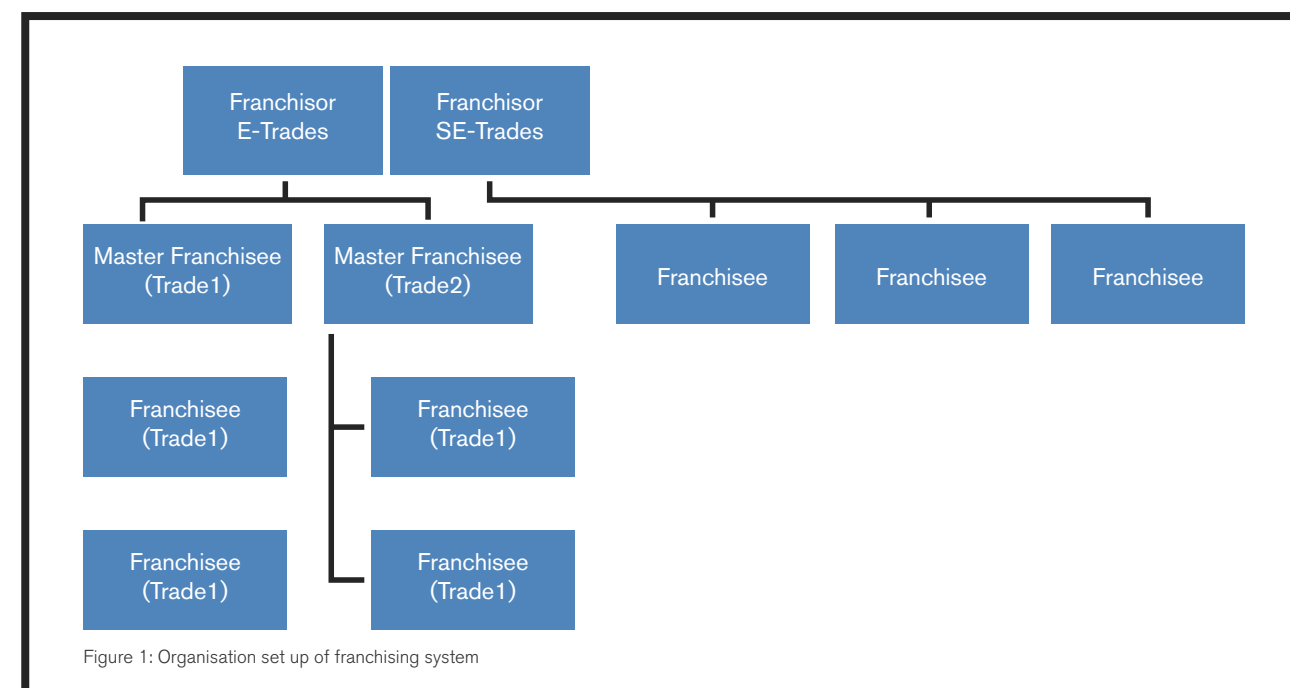 Franchisor
E-Trades
Franchisor
SE-Trades
Master Franchisee
(Trade1)
Master Franchisee
(Trade2)
Franchisee
Franchisee
Franchisee
Franchisee
(Trade1)
Franchisee
(Trade1)
Franchisee
(Trade1)
Franchisee
(Trade1)
Figure 1: Organisation set up of franchising system